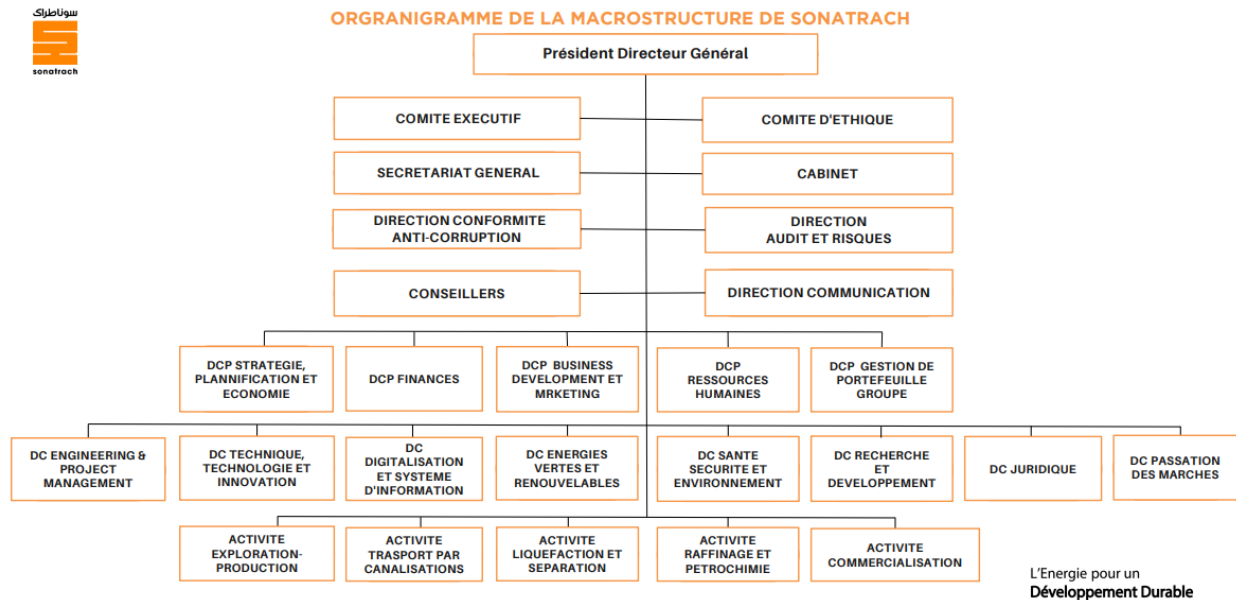 سوناطراك
sonatrach
ORGRANIGRAMME DE LA MACROSTRUCTURE DE SONATRACH
Président Directeur Général
COMITE EXECUTIF
COMITE D'ETHIQUE
SECRETARIAT GENERAL
CABINET
DIRECTION CONFORMITE
ANTI-CORRUPTION
DIRECTION
AUDIT ET RISQUES
CONSEILLERS
DIRECTION COMMUNICATION
DCP STRATEGIE,
PLANNIFICATION ET
ECONOMIE
DCP FINANCES
DCP BUSINESS
DEVELOPMENT ET
MRKETING
DCP
RESSOURCES
HUMAINES
DCP GESTION DE
PORTEFEUILLE
GROUPE
DC ENGINEERING &
PROJECT
MANAGEMENT
DC TECHNIQUE,
TECHNOLOGIE ET
INNOVATION
DC
DIGITALISATION
ET SYSTEME
D'INFORMATION
DC ENERGIES
VERTES ET
RENOUVELABLES
DC SANTE
SECURITE ET
ENVIRONNEMENT
DC RECHERCHE
ET
DEVELOPPEMENT
DC JURIDIQUE
DC PASSATION
DES MARCHES
ACTIVITE
EXPLORATION-
PRODUCTION
ACTIVITE
TRASPORT PAR
CANALISATIONS
ACTIVITE
LIQUEFACTION ET
SEPARATION
ACTIVITE
RAFFINAGE ET
PETROCHIMIE
ACTIVITE
COMMERCIALISATION
L'Energie pour un
Développement Durable